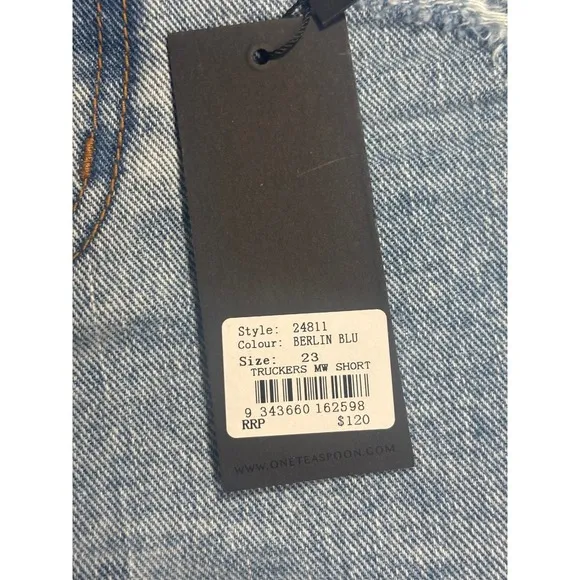 Style: 24811
Colour: BERLIN BLU
Size: 23
TRUCKERS MW SHORT
9 343660 162598
RRP $120
WWW.ONETEASPOON.COM